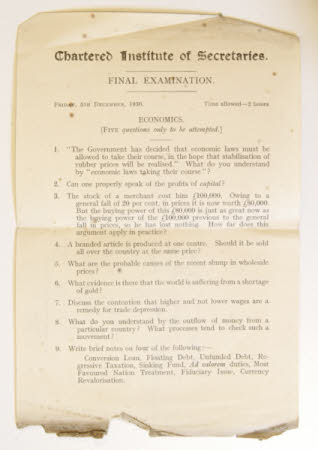 Chartered Institute of Secretaries.
FINAL EXAMINATION.
FRIDAY, 5TH DECEMBER, 1930. Time allowed—2 hours
ECONOMICS.
[FIVE questions only to be attempted.]
1. "The Government has decided that economic laws must
be allowed to take their course, in the hope that stabilisation of
rubber prices will be realised." What do you understand
by "economic laws taking their course"?
2. Can one properly speak of the profits of capital?
3. The stock of a merchant cost him £100,000. Owing to a
general fall of 20 per cent. in prices it is now worth £80,000.
But the buying power of this £80,000 is just as great now as
the buying power of the £100,000 previous to the general
fall in prices, so he has lost nothing. How far does this
argument apply in practice?
4. A branded article is produced at one centre. Should it be sold
all over the country at the same price?
5. What are the probable causes of the recent slump in wholesale
prices?
6. What evidence is there that the world is suffering from a shortage
of gold?
7. Discuss the contention that higher and not lower wages are a
remedy for trade depression.
8. What do you understand by the outflow of money from a
particular country? What processes tend to check such a
movement?
9. Write brief notes on four of the following:—
Conversion Loan, Floating Debt, Unfunded Debt, Re-
gressive Taxation, Sinking Fund, Ad valorem duties, Most
Favoured Nation Treatment, Fiduciary Issue, Currency
Revalorisation.